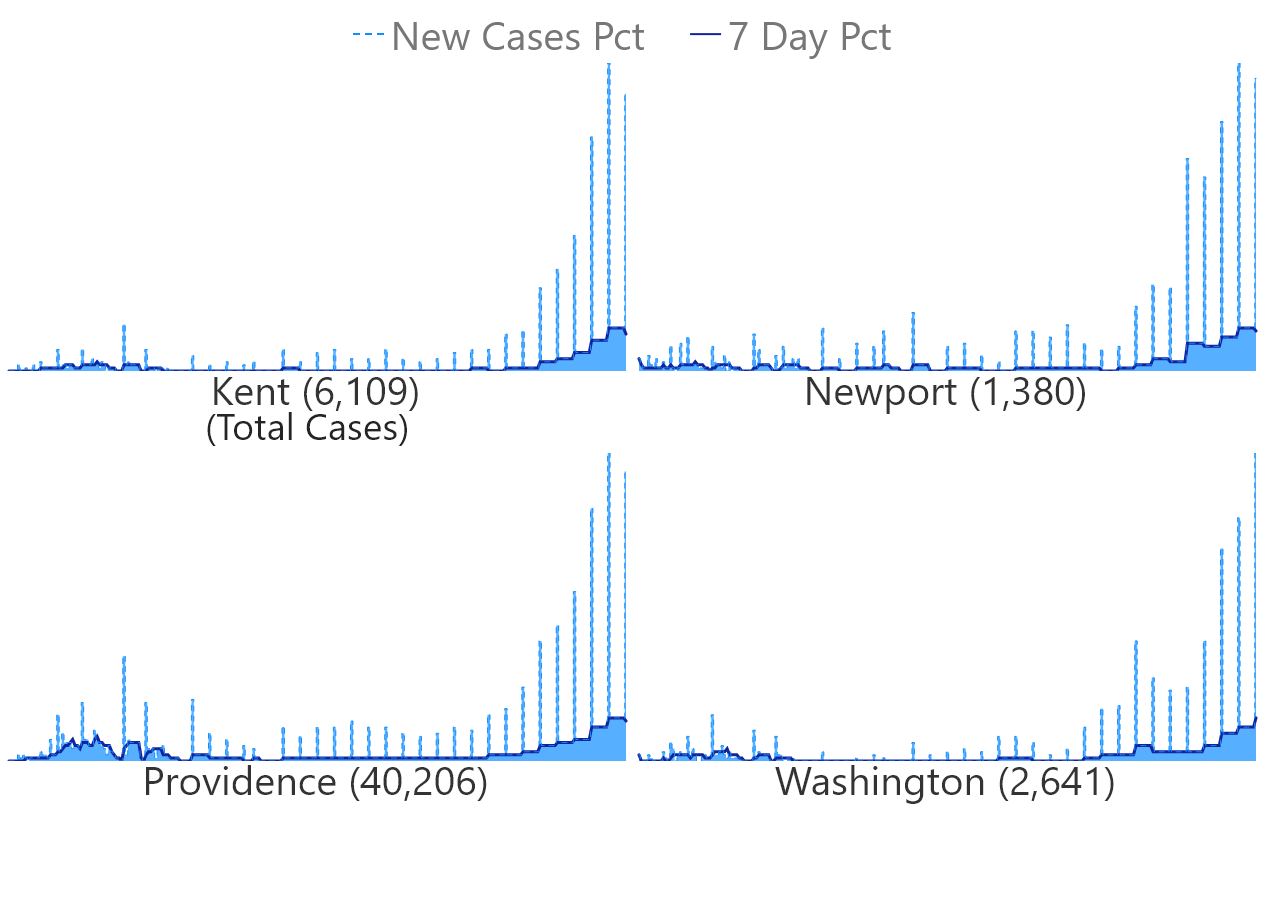 New Cases Pct 7 Day Pct
Kent (6,109)
(Total Cases)
Newport (1,380)
Providence (40,206)
Washington (2,641)